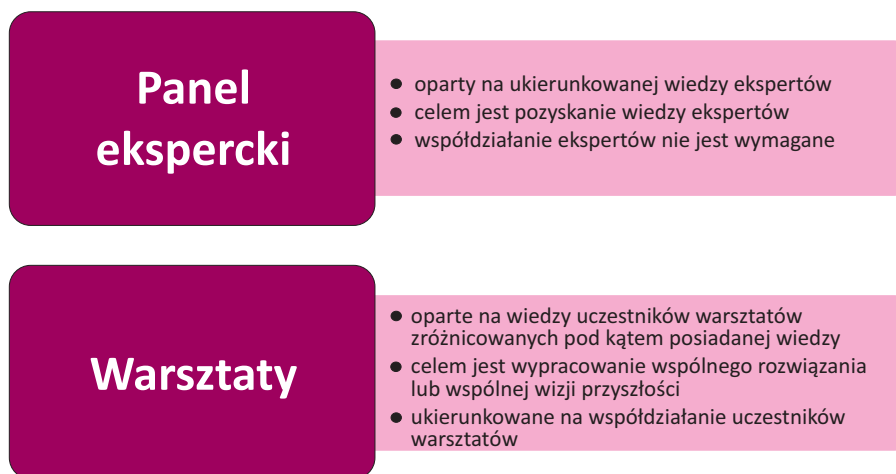 Panel
ekspercki
● oparty na ukierunkowanej wiedzy ekspertów
● celem jest pozyskanie wiedzy ekspertów
● współdziałanie ekspertów nie jest wymagane
Warsztaty
● oparte na wiedzy uczestników warsztatów
zróżnicowanych pod kątem posiadanej wiedzy
● celem jest wypracowanie wspólnego rozwiązania
lub wspólnej wizji przyszłości
● ukierunkowane na współdziałanie uczestników
warsztatów